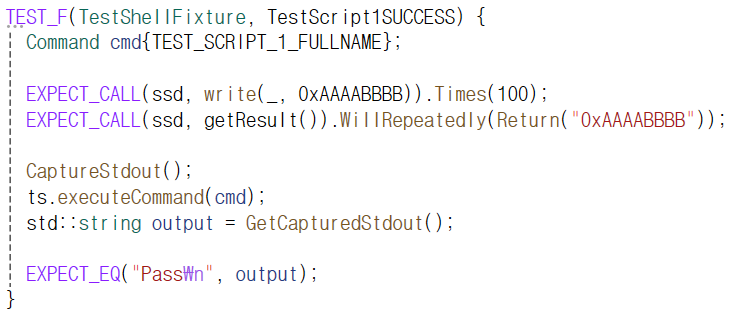 TEST_F(TestShellFixture, TestScript1SUCCESS) {
Command cmd{TEST_SCRIPT_1_FULLNAME};
EXPECT_CALL(ssd, write(_, 0xAAAABBBB)).Times(100);
EXPECT_CALL(ssd, getResult()).WillRepeatedly(Return("0xAAAABBBB"));
CaptureStdout();
ts.executeCommand(cmd);
std::string output = GetCapturedStdout();
EXPECT_EQ("Pass₩n", output);
}